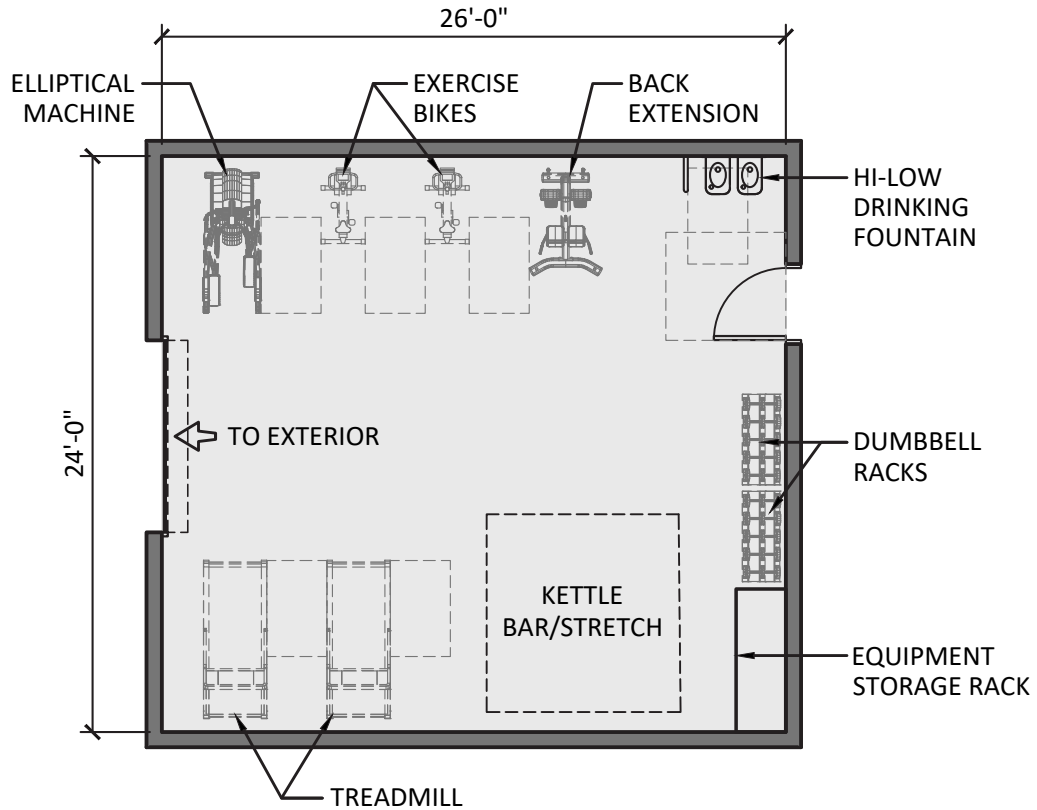 26'-0"
ELLIPTICAL
MACHINE
EXERCISE
BIKES
BACK
EXTENSION
HI-LOW
DRINKING
FOUNTAIN
24'-0"
TO EXTERIOR
DUMBBELL
RACKS
KETTLE
BAR/STRETCH
EQUIPMENT
STORAGE RACK
TREADMILL